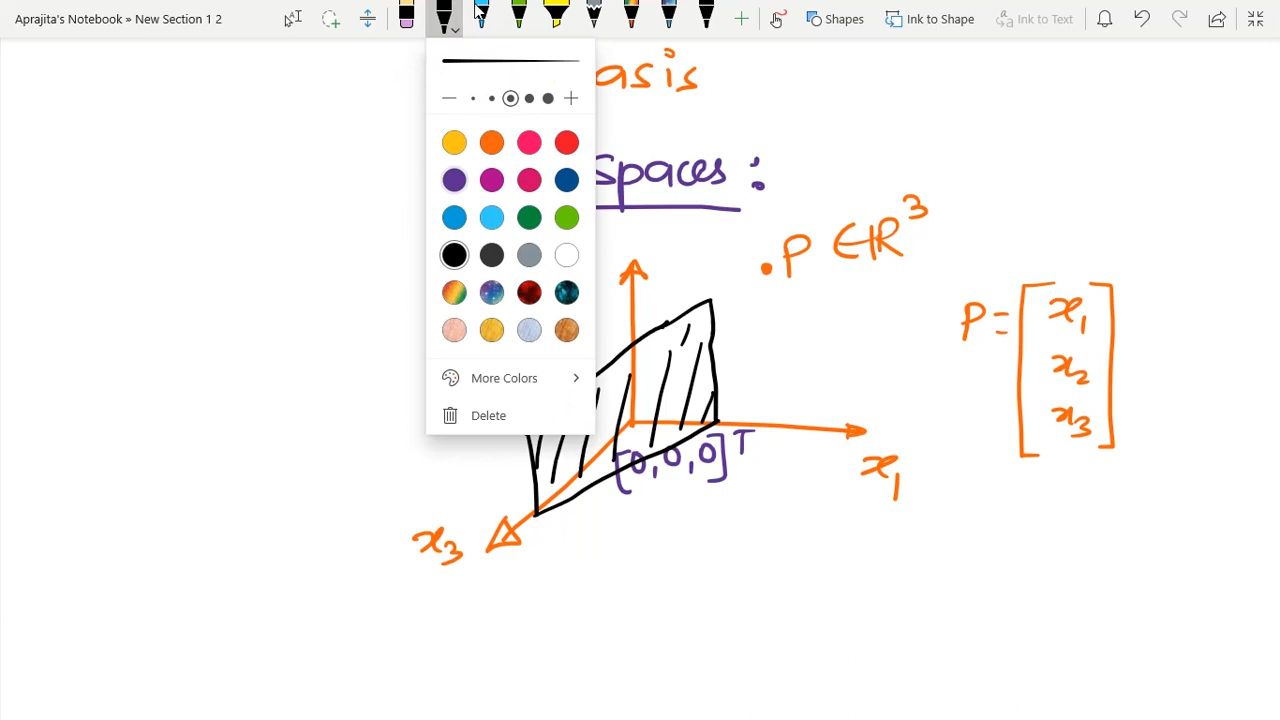 Aprajita's Notebook » New Section 1 2
Shapes
Ink to Shape
Ink to Text
More Colors
Delete
asis
Spaces :
. P ∈ ℝ³
P = [x₁ x₂ x₃]
[0,0,0]ᵀ
x₁
x₃